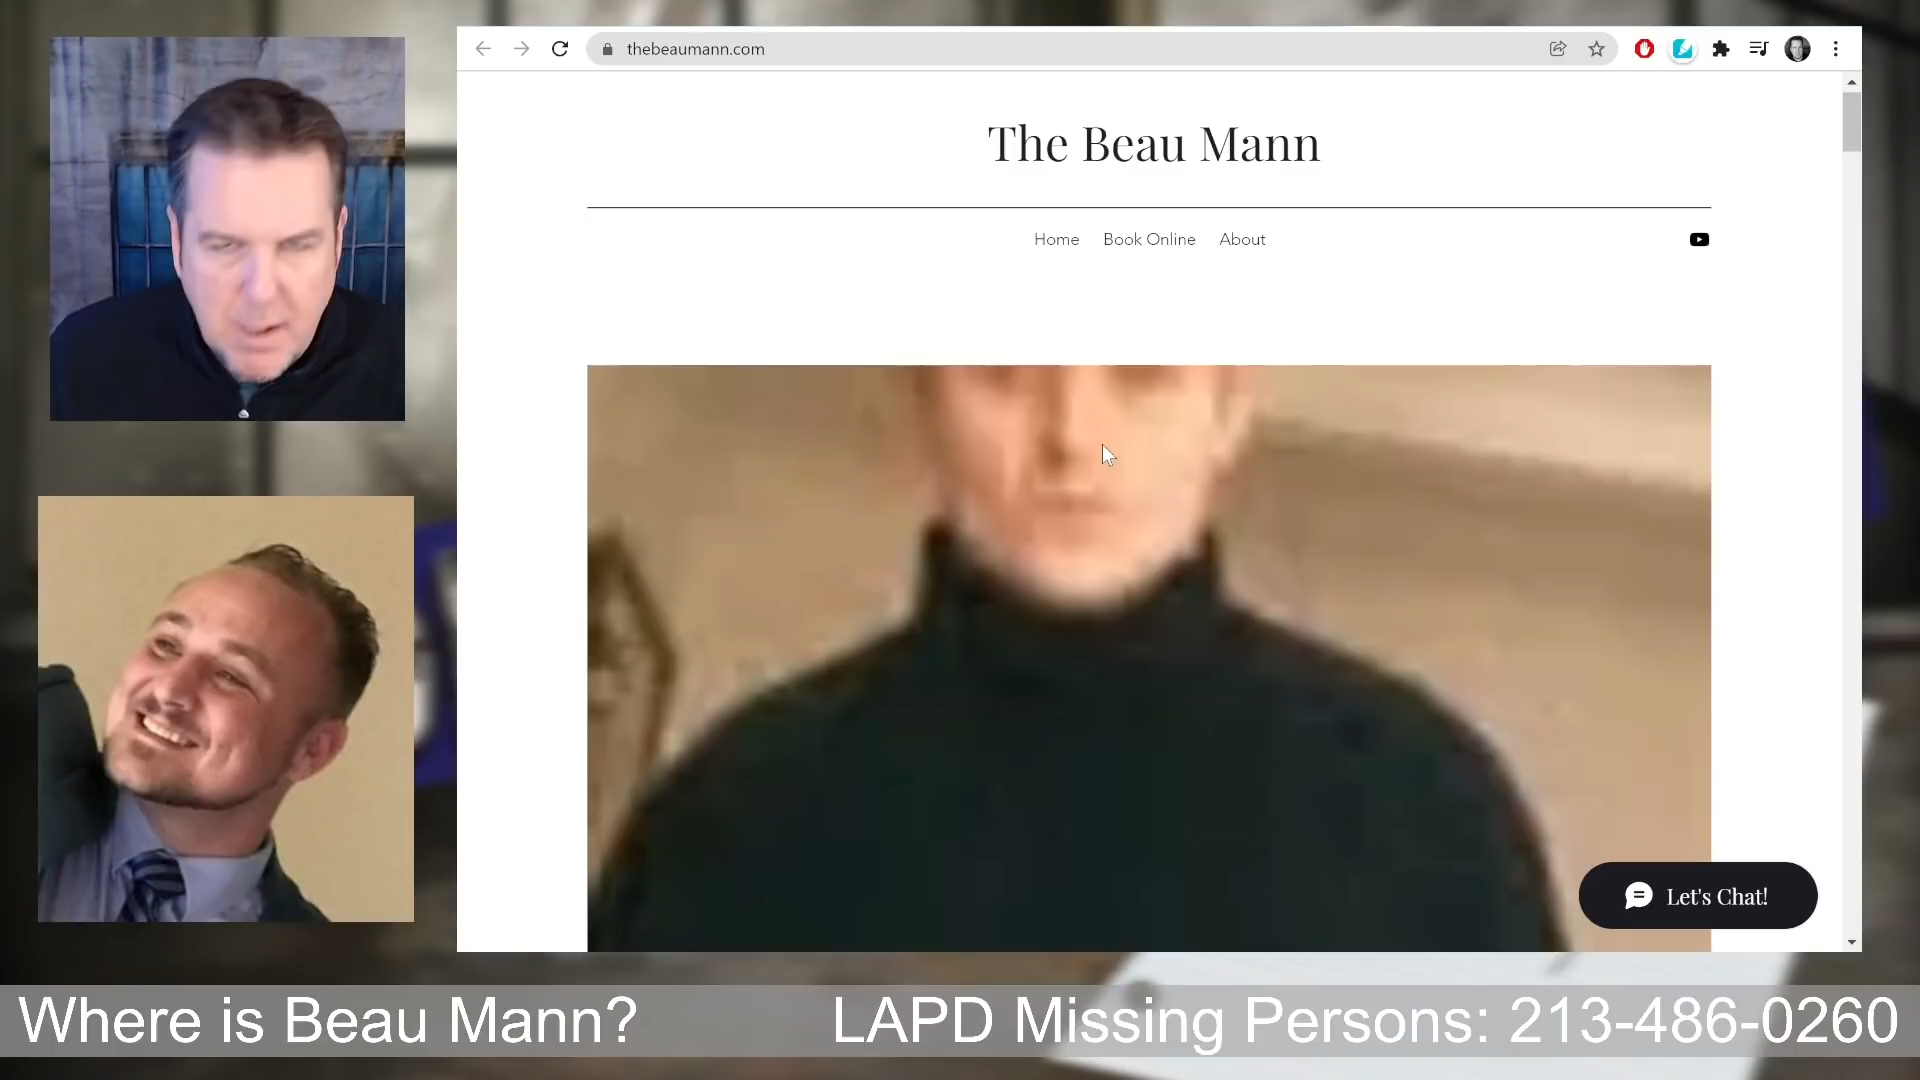 thebeaumann.com
The Beau Mann
Home Book Online About
Let's Chat!
Where is Beau Mann? LAPD Missing Persons: 213-486-0260